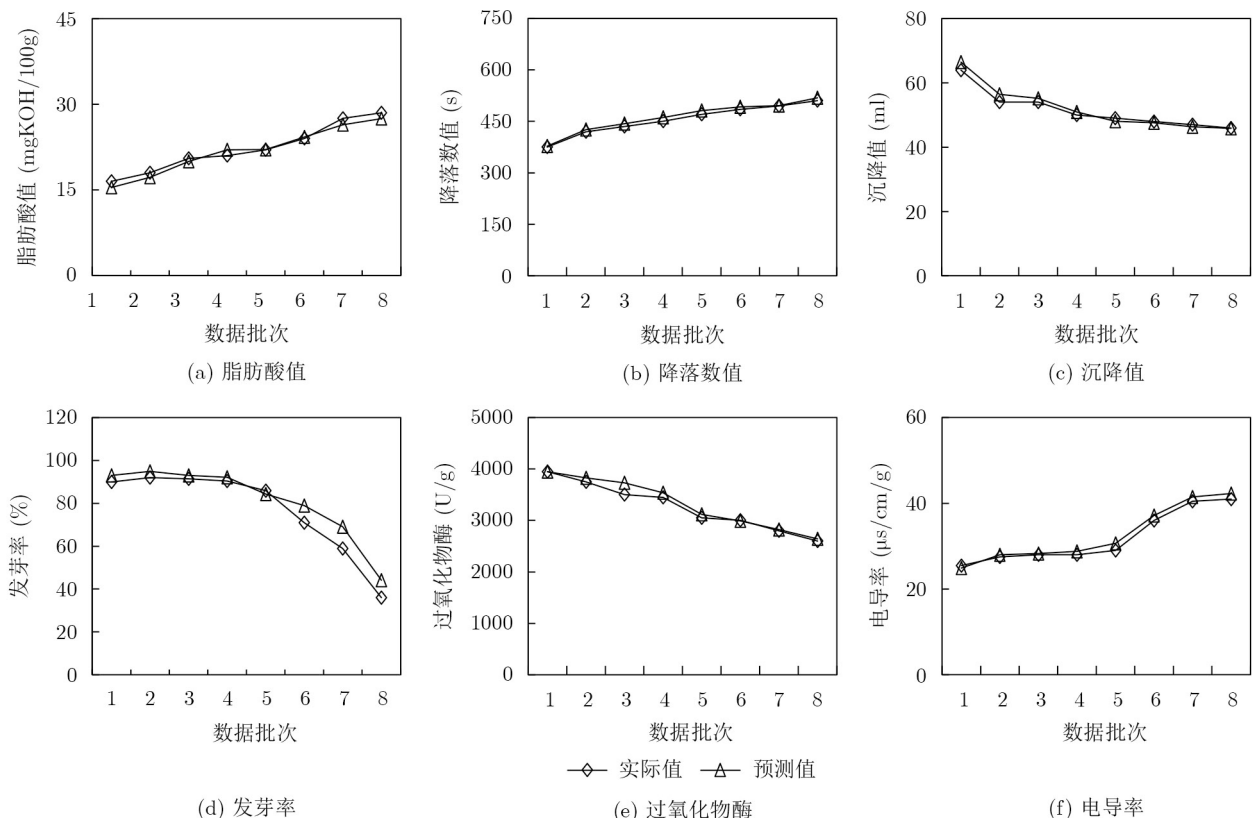 脂肪酸值 (mgKOH/100g)
45
30
15
0
1 2 3 4 5 6 7 8
数据批次
(a) 脂肪酸值
降落数值 (s)
750
600
450
300
150
0
1 2 3 4 5 6 7 8
数据批次
(b) 降落数值
沉降值 (ml)
80
60
40
20
0
1 2 3 4 5 6 7 8
数据批次
(c) 沉降值
发芽率 (%)
120
100
80
60
40
20
0
1 2 3 4 5 6 7 8
数据批次
(d) 发芽率
过氧化物酶 (U/g)
5000
4000
3000
2000
1000
0
1 2 3 4 5 6 7 8
数据批次
实际值 预测值
(e) 过氧化物酶
电导率 (μs/cm/g)
60
40
20
0
1 2 3 4 5 6 7 8
数据批次
(f) 电导率